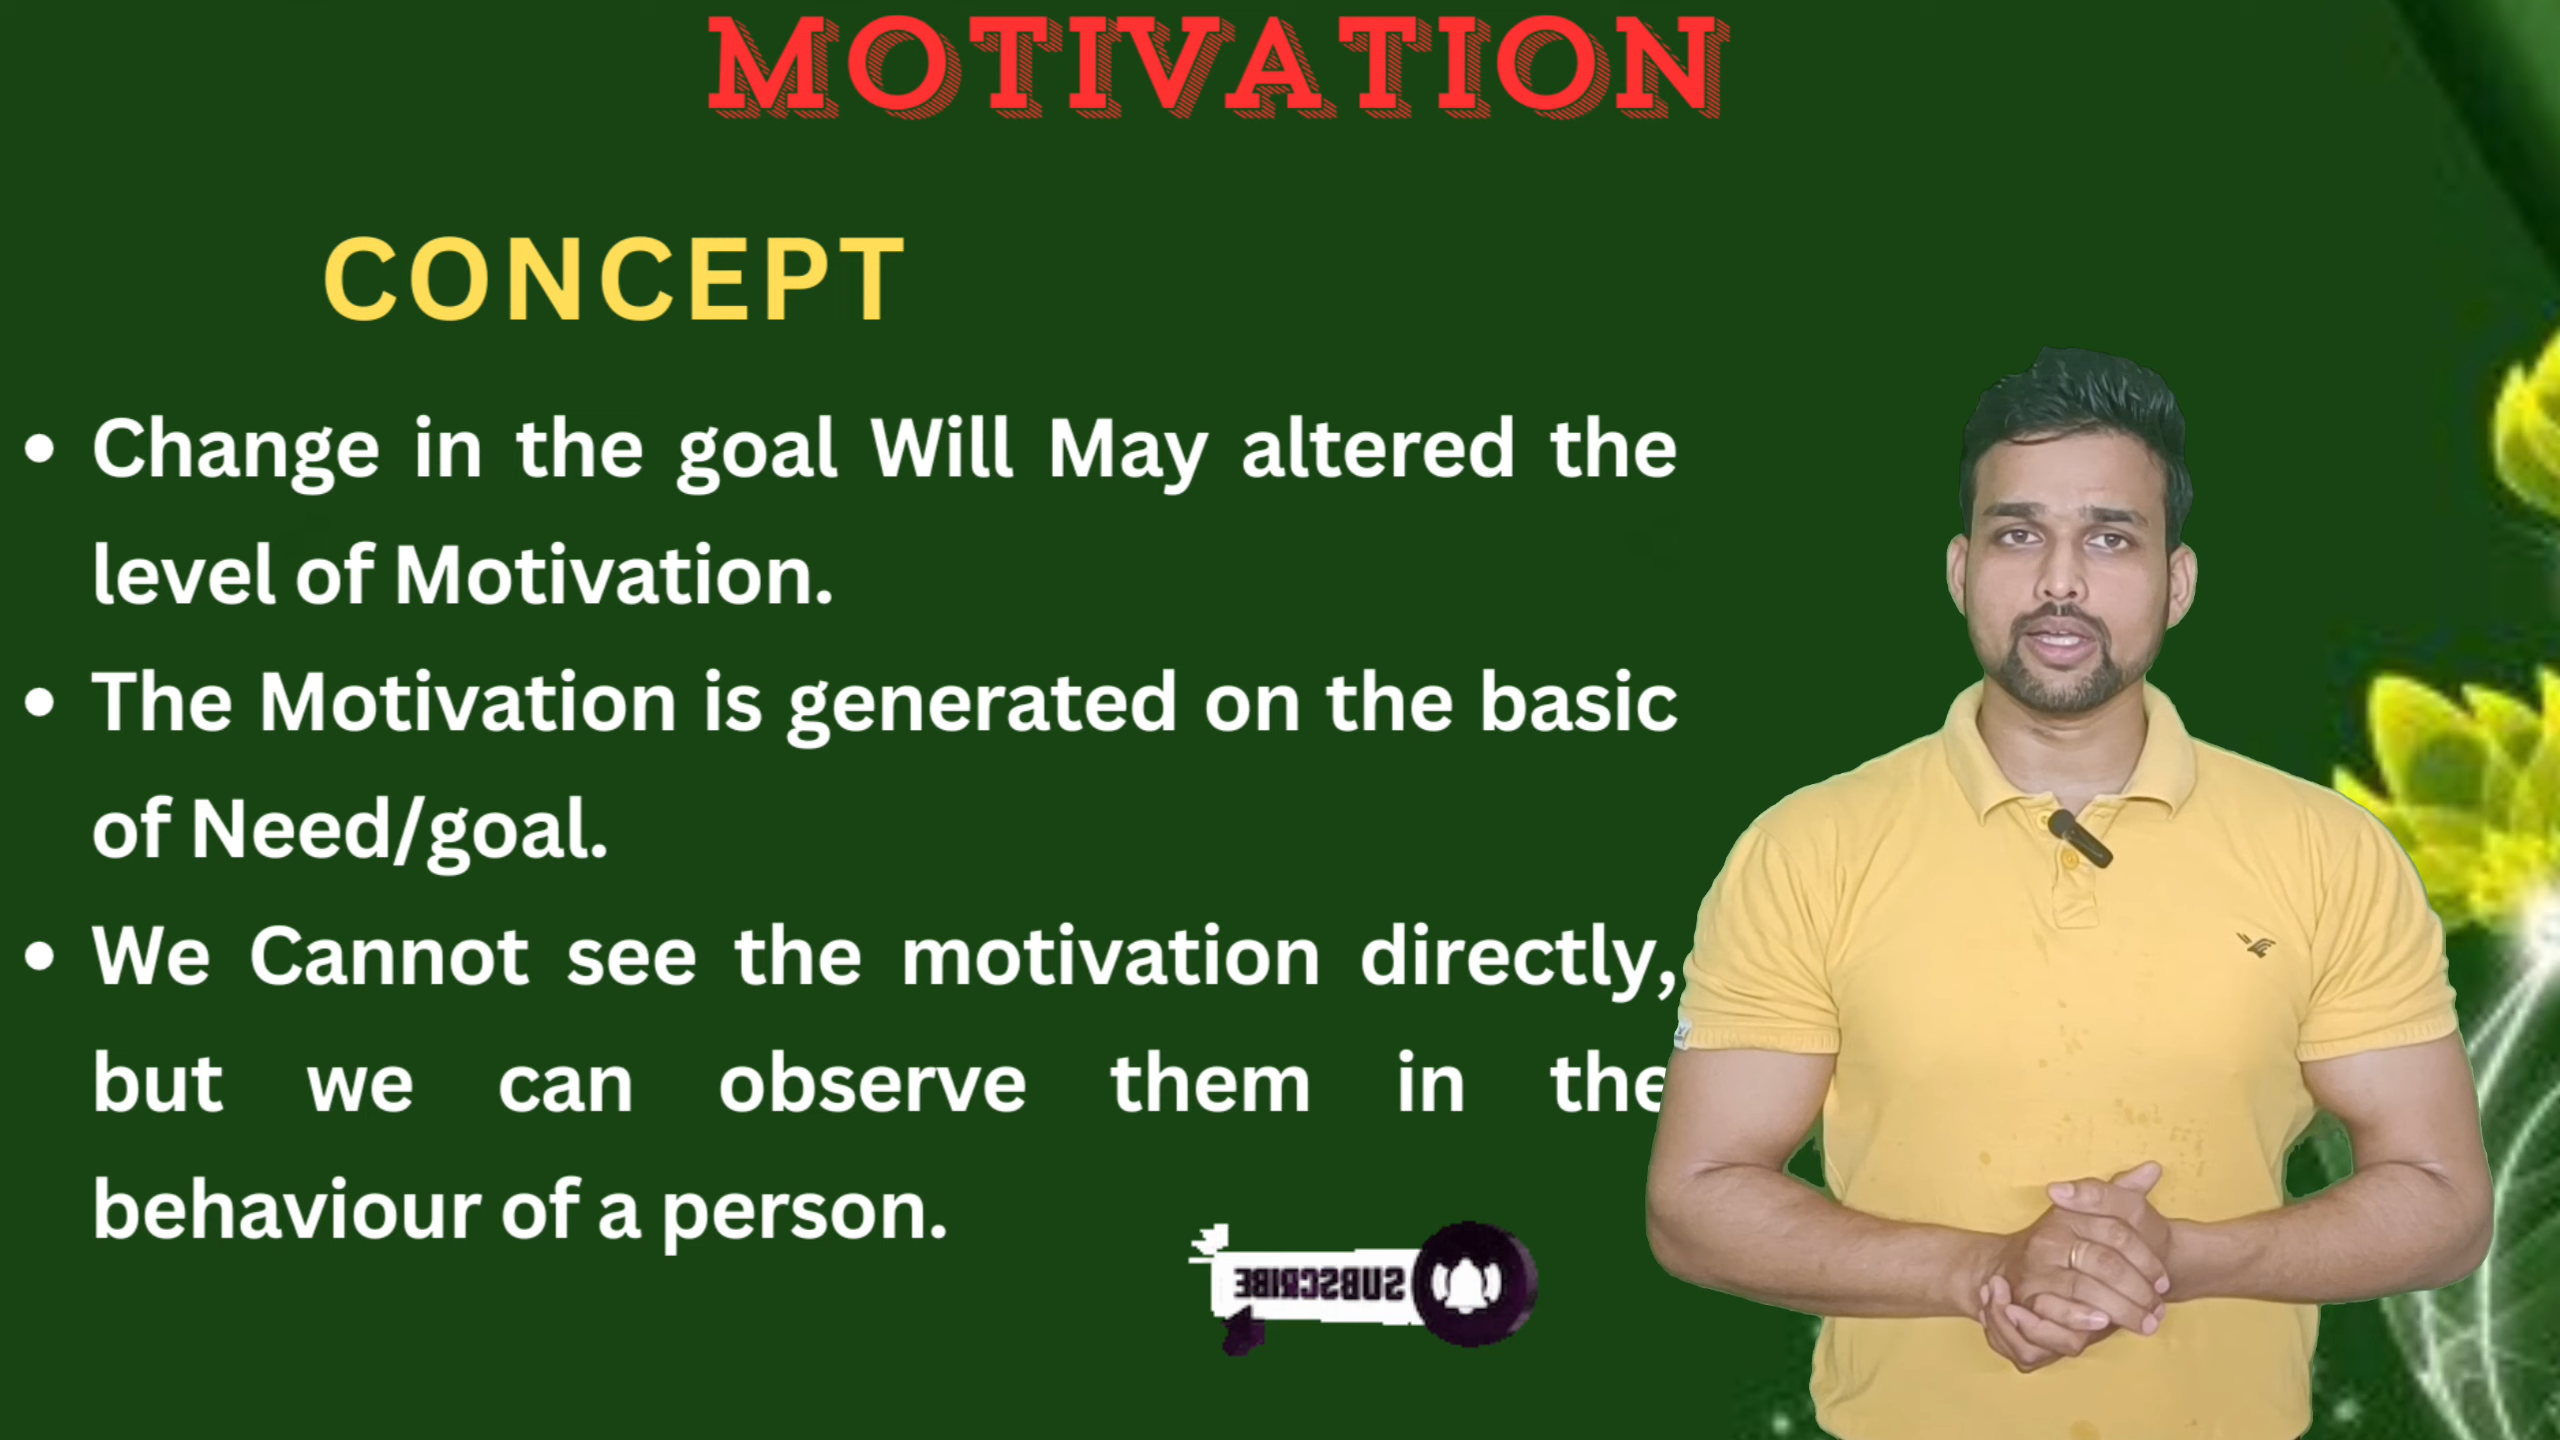 MOTIVATION
CONCEPT
• Change in the goal Will May altered the
level of Motivation.
• The Motivation is generated on the basic
of Need/goal.
• We Cannot see the motivation directly,
but we can observe them in the
behaviour of a person.
SUBSCRIBE